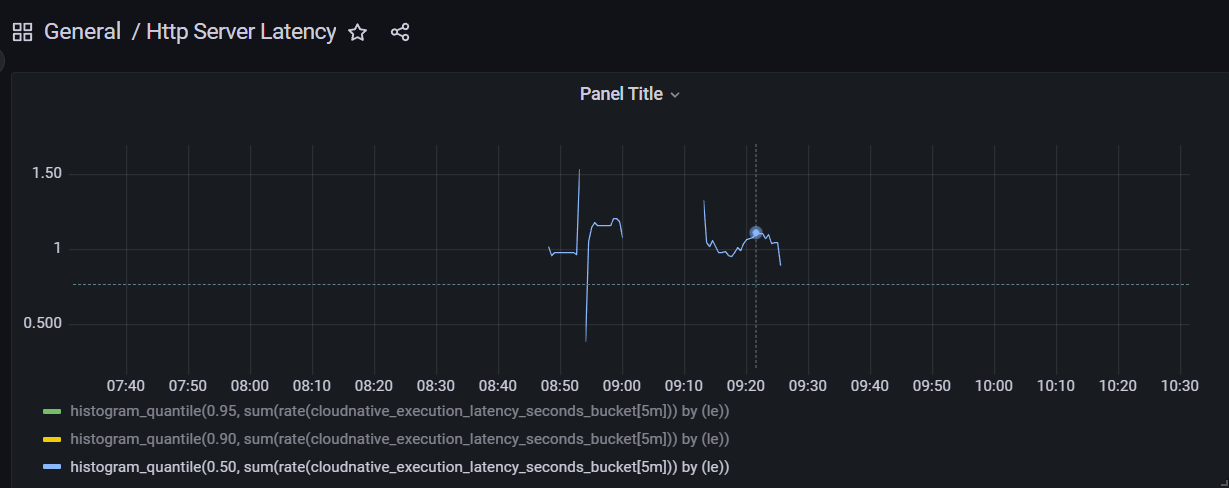 General / Http Server Latency
Panel Title
1.50
1
0.500
07:40 07:50 08:00 08:10 08:20 08:30 08:40 08:50 09:00 09:10 09:20 09:30 09:40 09:50 10:00 10:10 10:20 10:30
histogram_quantile(0.95, sum(rate(cloudnative_execution_latency_seconds_bucket[5m])) by (le))
histogram_quantile(0.90, sum(rate(cloudnative_execution_latency_seconds_bucket[5m])) by (le))
histogram_quantile(0.50, sum(rate(cloudnative_execution_latency_seconds_bucket[5m])) by (le))